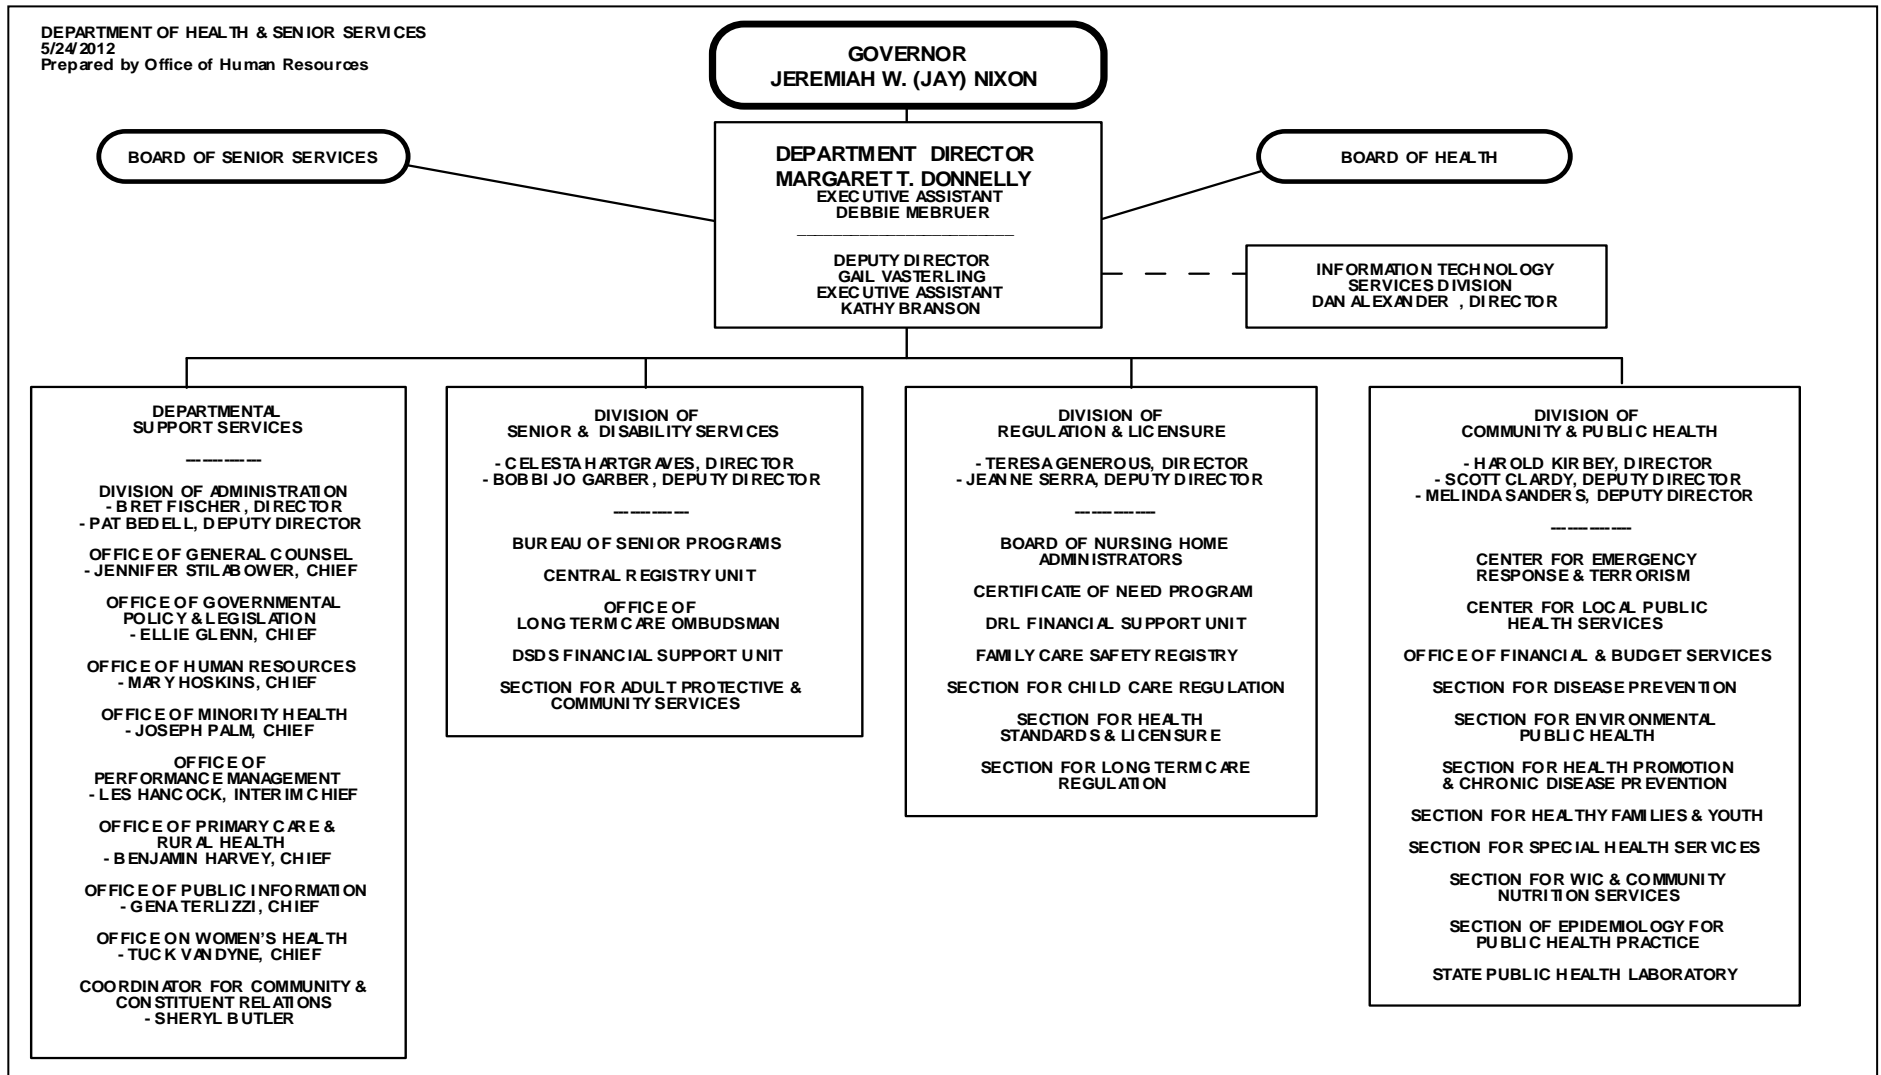 DEPARTMENT OF HEALTH & SENIOR SERVICES
5/24/2012
Prepared by Office of Human Resources
GOVERNOR
JEREMIAH W. (JAY) NIXON
BOARD OF SENIOR SERVICES
DEPARTMENT DIRECTOR
MARGARET T. DONNELLY
EXECUTIVE ASSISTANT
DEBBIE MEBRUER
DEPUTY DIRECTOR
GAIL VASTERLING
EXECUTIVE ASSISTANT
KATHY BRANSON
BOARD OF HEALTH
INFORMATION TECHNOLOGY
SERVICES DIVISION
DAN ALEXANDER , DIRECTOR
DEPARTMENTAL
SUPPORT SERVICES
---------------
DIVISION OF ADMINISTRATION
- BRET FISCHER, DIRECTOR
- PAT BEDELL, DEPUTY DIRECTOR
OFFICE OF GENERAL COUNSEL
- JENNIFER STILABOWER, CHIEF
OFFICE OF GOVERNMENTAL
POLICY & LEGISLATION
- ELLIE GLENN, CHIEF
OFFICE OF HUMAN RESOURCES
- MARY HOSKINS, CHIEF
OFFICE OF MINORITY HEALTH
- JOSEPH PALM, CHIEF
OFFICE OF
PERFORMANCE MANAGEMENT
- LES HANCOCK, INTERIM CHIEF
OFFICE OF PRIMARY CARE &
RURAL HEALTH
- BENJAMIN HARVEY, CHIEF
OFFICE OF PUBLIC INFORMATION
- GENA TERLIZZI, CHIEF
OFFICE ON WOMEN'S HEALTH
- TUCK VANDYNE, CHIEF
COORDINATOR FOR COMMUNITY &
CONSTITUENT RELATIONS
- SHERYL BUTLER
DIVISION OF
SENIOR & DISABILITY SERVICES
- CELESTA HARTGRAVES, DIRECTOR
- BOBBI JO GARBER, DEPUTY DIRECTOR
---------------
BUREAU OF SENIOR PROGRAMS
CENTRAL REGISTRY UNIT
OFFICE OF
LONG TERM CARE OMBUDSMAN
DSDS FINANCIAL SUPPORT UNIT
SECTION FOR ADULT PROTECTIVE &
COMMUNITY SERVICES
DIVISION OF
REGULATION & LICENSURE
- TERESA GENEROUS, DIRECTOR
- JEANNE SERRA, DEPUTY DIRECTOR
---------------
BOARD OF NURSING HOME
ADMINISTRATORS
CERTIFICATE OF NEED PROGRAM
DRL FINANCIAL SUPPORT UNIT
FAMILY CARE SAFETY REGISTRY
SECTION FOR CHILD CARE REGULATION
SECTION FOR HEALTH
STANDARDS & LICENSURE
SECTION FOR LONG TERM CARE
REGULATION
DIVISION OF
COMMUNITY & PUBLIC HEALTH
- HAROLD KIRBEY, DIRECTOR
- SCOTT CLARDY, DEPUTY DIRECTOR
- MELINDA SANDERS, DEPUTY DIRECTOR
---------------
CENTER FOR EMERGENCY
RESPONSE & TERRORISM
CENTER FOR LOCAL PUBLIC
HEALTH SERVICES
OFFICE OF FINANCIAL & BUDGET SERVICES
SECTION FOR DISEASE PREVENTION
SECTION FOR ENVIRONMENTAL
PUBLIC HEALTH
SECTION FOR HEALTH PROMOTION
& CHRONIC DISEASE PREVENTION
SECTION FOR HEALTHY FAMILIES & YOUTH
SECTION FOR SPECIAL HEALTH SERVICES
SECTION FOR WIC & COMMUNITY
NUTRITION SERVICES
SECTION OF EPIDEMIOLOGY FOR
PUBLIC HEALTH PRACTICE
STATE PUBLIC HEALTH LABORATORY